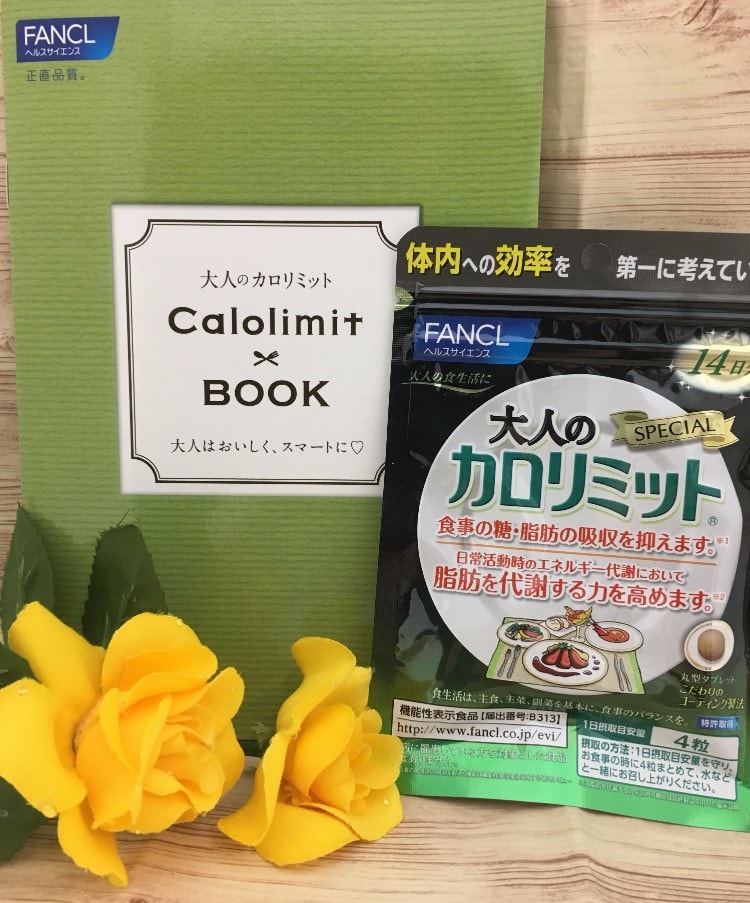 FANCL
ヘルスサイエンス
正直品質。
大人のカロリミット
Calolimit
BOOK
大人はおいしく、スマートに♡
体内への効率を 第一に考えてい
FANCL
ヘルスサイエンス
14日
大人の食生活に
大人の
SPECIAL
カロリミット®
食事の糖・脂肪の吸収を抑えます。※1
日常活動時のエネルギー代謝において
脂肪を代謝する力を高めます。※2
丸型タブレット
こだわりの
コーティング製法
特許取得
食生活は、主食、主菜、副菜を基本に、食事のバランスを。
機能性表示食品【届出番号:B313】
http://www.fancl.co.jp/evi/
1日摂取目安量
4粒
摂取の方法:1日摂取目安量を守り、
お食事の時に4粒まとめて、水など
と一緒にお召し上がりください。